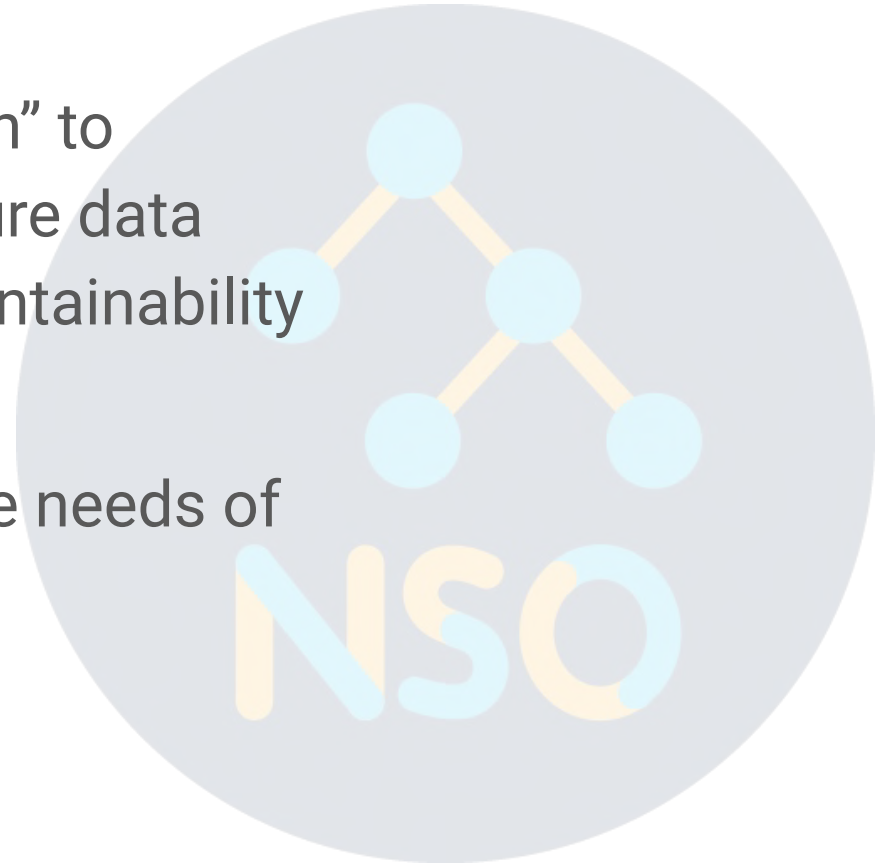 n” to
ure data
ntainability
e needs of
NSO